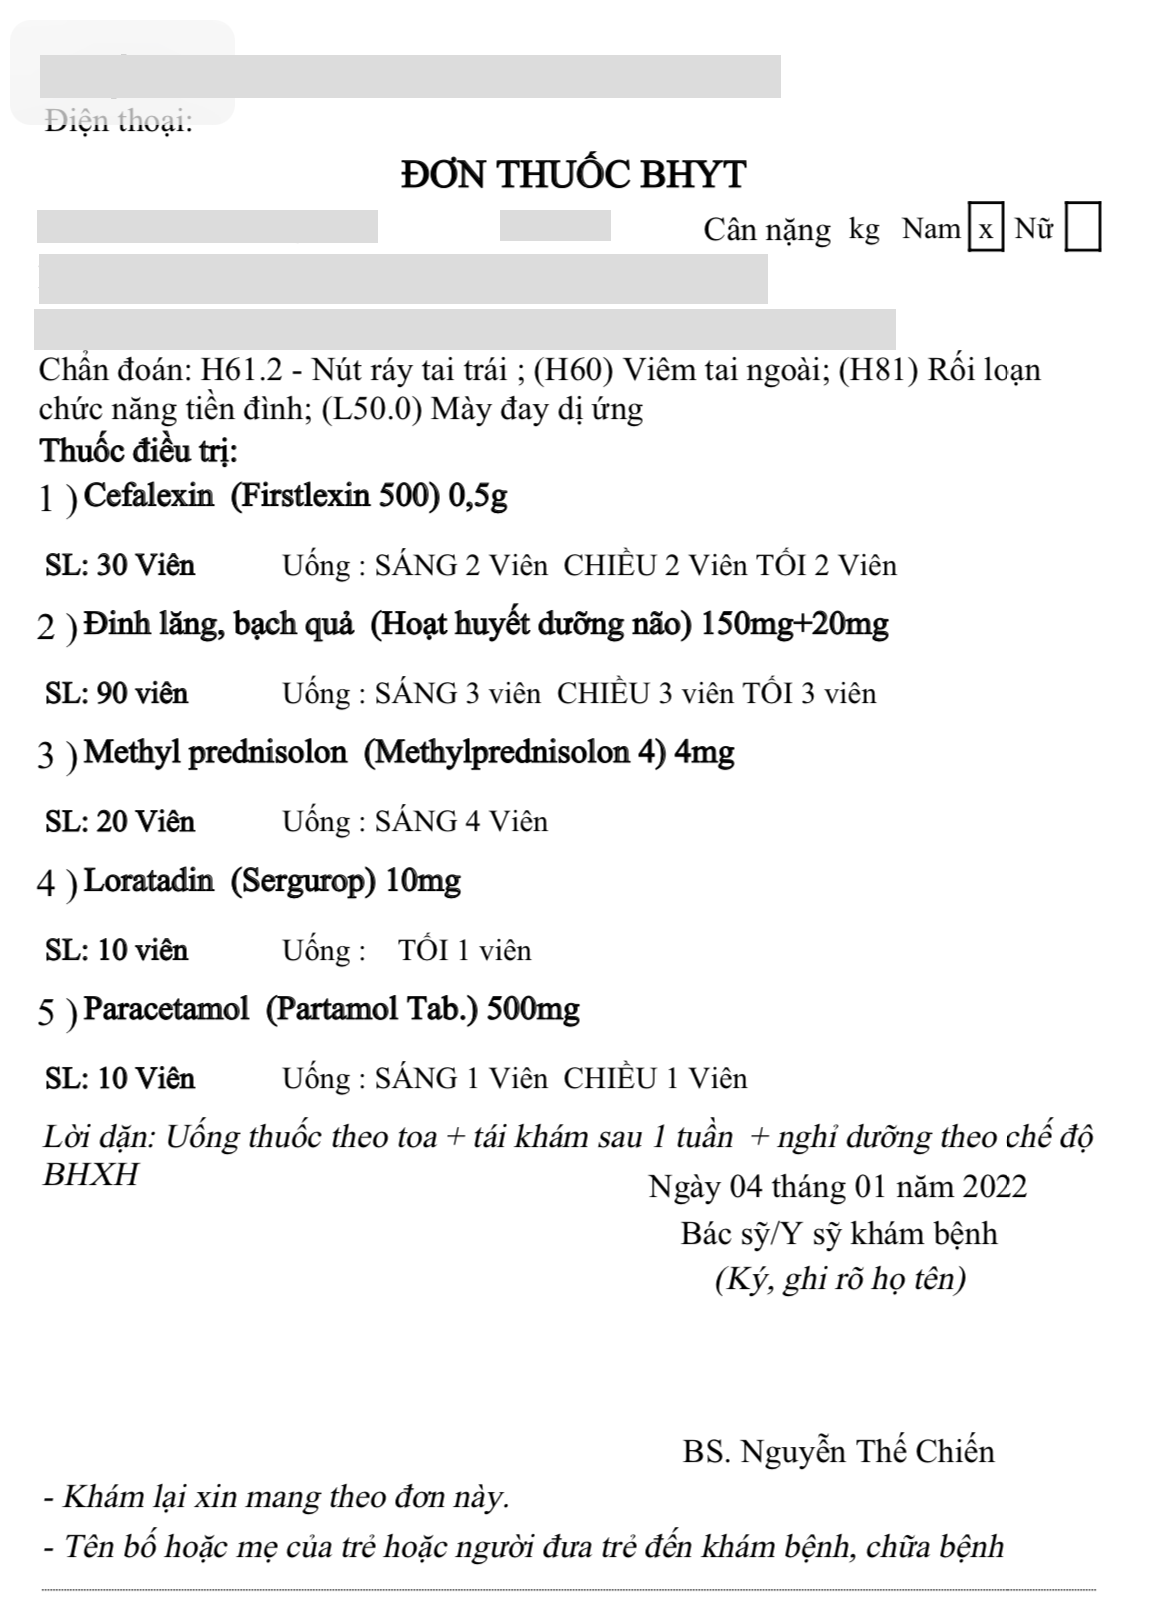 Điện thoại:
ĐƠN THUỐC BHYT
Cân nặng kg Nam x Nữ
Chẩn đoán: H61.2 - Nút ráy tai trái ; (H60) Viêm tai ngoài; (H81) Rối loạn
chức năng tiền đình; (L50.0) Mày đay dị ứng
Thuốc điều trị:
1 ) Cefalexin (Firstlexin 500) 0,5g
SL: 30 Viên Uống : SÁNG 2 Viên CHIỀU 2 Viên TỐI 2 Viên
2 ) Đinh lăng, bạch quả (Hoạt huyết dưỡng não) 150mg+20mg
SL: 90 viên Uống : SÁNG 3 viên CHIỀU 3 viên TỐI 3 viên
3 ) Methyl prednisolon (Methylprednisolon 4) 4mg
SL: 20 Viên Uống : SÁNG 4 Viên
4 ) Loratadin (Sergurop) 10mg
SL: 10 viên Uống : TỐI 1 viên
5 ) Paracetamol (Partamol Tab.) 500mg
SL: 10 Viên Uống : SÁNG 1 Viên CHIỀU 1 Viên
Lời dặn: Uống thuốc theo toa + tái khám sau 1 tuần + nghỉ dưỡng theo chế độ
BHXH
Ngày 04 tháng 01 năm 2022
Bác sỹ/Y sỹ khám bệnh
(Ký, ghi rõ họ tên)
BS. Nguyễn Thế Chiến
- Khám lại xin mang theo đơn này.
- Tên bố hoặc mẹ của trẻ hoặc người đưa trẻ đến khám bệnh, chữa bệnh